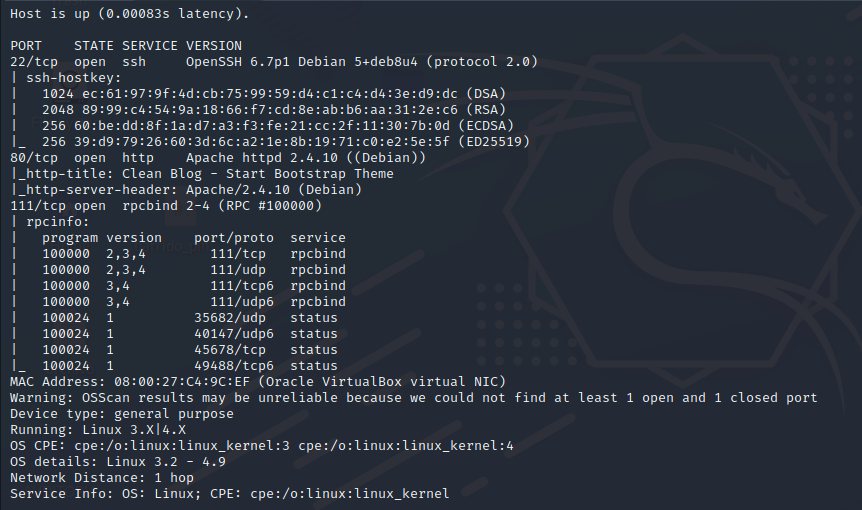 Host is up (0.00083s latency).
PORT    STATE SERVICE VERSION
22/tcp  open  ssh     OpenSSH 6.7p1 Debian 5+deb8u4 (protocol 2.0)
| ssh-hostkey:
|   1024 ec:61:97:9f:4d:cb:75:99:59:d4:c1:c4:d4:3e:d9:dc (DSA)
|   2048 89:99:c4:54:9a:18:66:f7:cd:8e:ab:b6:aa:31:2e:c6 (RSA)
|   256 60:be:dd:8f:1a:d7:a3:f3:fe:21:cc:2f:11:30:7b:0d (ECDSA)
|_  256 39:d9:79:26:60:3d:6c:a2:1e:8b:19:71:c0:e2:5e:5f (ED25519)
80/tcp  open  http    Apache httpd 2.4.10 ((Debian))
|_http-title: Clean Blog - Start Bootstrap Theme
|_http-server-header: Apache/2.4.10 (Debian)
111/tcp open  rpcbind 2-4 (RPC #100000)
| rpcinfo:
|   program version    port/proto  service
|   100000  2,3,4        111/tcp   rpcbind
|   100000  2,3,4        111/udp   rpcbind
|   100000  3,4          111/tcp6  rpcbind
|   100000  3,4          111/udp6  rpcbind
|   100024  1          35682/udp   status
|   100024  1          40147/udp6  status
|   100024  1          45678/tcp   status
|_  100024  1          49488/tcp6  status
MAC Address: 08:00:27:C4:9C:EF (Oracle VirtualBox virtual NIC)
Warning: OSScan results may be unreliable because we could not find at least 1 open and 1 closed port
Device type: general purpose
Running: Linux 3.X|4.X
OS CPE: cpe:/o:linux:linux_kernel:3 cpe:/o:linux:linux_kernel:4
OS details: Linux 3.2 - 4.9
Network Distance: 1 hop
Service Info: OS: Linux; CPE: cpe:/o:linux:linux_kernel